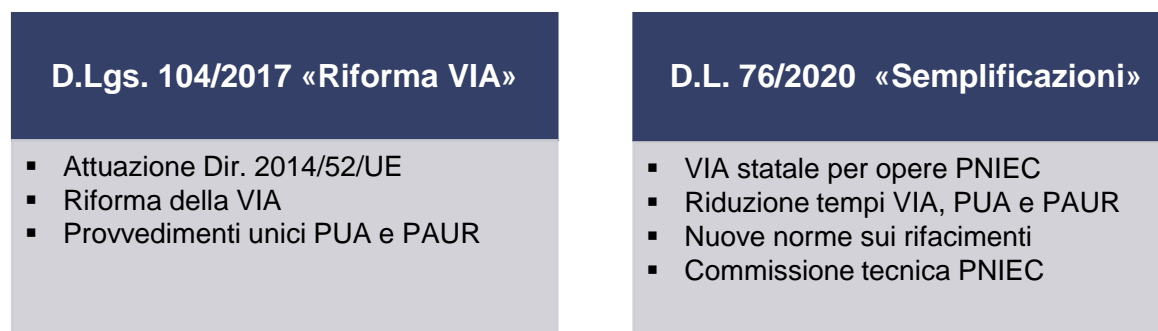 D.Lgs. 104/2017 «Riforma VIA»
▪ Attuazione Dir. 2014/52/UE
▪ Riforma della VIA
▪ Provvedimenti unici PUA e PAUR
D.L. 76/2020 «Semplificazioni»
▪ VIA statale per opere PNIEC
▪ Riduzione tempi VIA, PUA e PAUR
▪ Nuove norme sui rifacimenti
▪ Commissione tecnica PNIEC